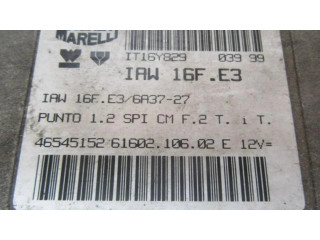 MARELLI
IT16Y829 039 99
IAW 16F.E3
IAW 16F.E3/6A37-27
PUNTO 1.2 SPI CM F.2 T. i T.
46545152/61602.106.02 E 12V=